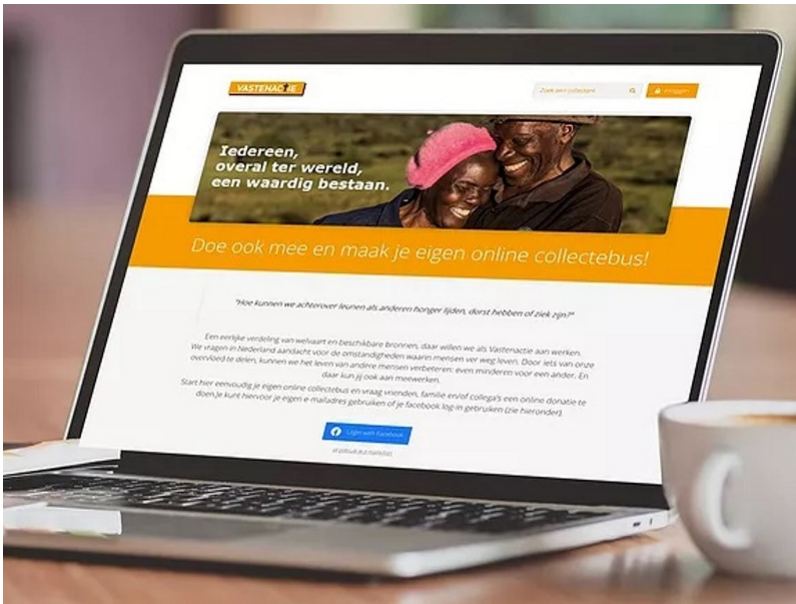 VASTENACTIE
Zoek een collectant
Inloggen
Iedereen,
overal ter wereld,
een waardig bestaan.
Doe ook mee en maak je eigen online collectebus!
"Hoe kunnen we achterover leunen als anderen honger lijden, dorst hebben of ziek zijn?"
Een eerlijke verdeling van welvaart en beschikbare bronnen, daar willen we als Vastenactie aan werken.
We vragen in Nederland aandacht voor de omstandigheden waarin mensen ver weg leven. Door iets van onze
overvloed te delen, kunnen we het leven van andere mensen verbeteren: even minderen voor een ander. En
daar kun jij ook aan meewerken.
Start hier eenvoudig je eigen online collectebus en vraag vrienden, familie en/of collega's een online donatie te
doen.Je kunt hiervoor je eigen e-mailadres gebruiken of je facebook log-in gebruiken (zie hieronder).
Login with Facebook